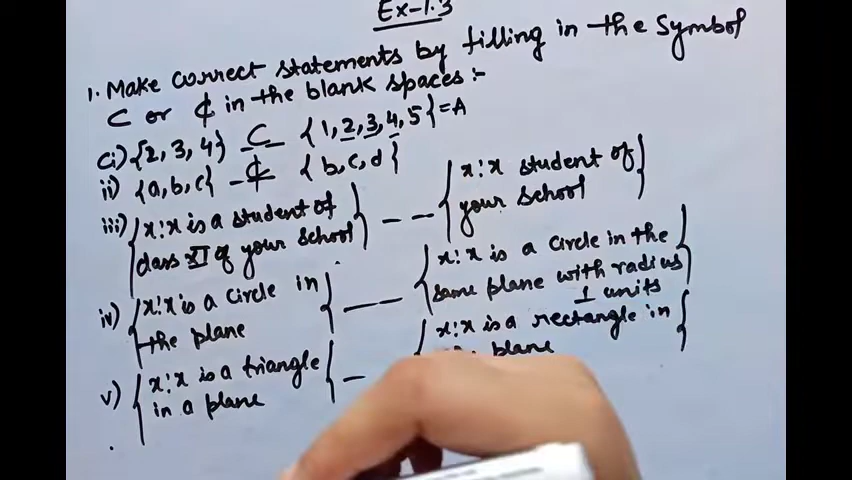 Ex-1.3
1. Make correct statements by filling in the symbol
⊂ or ⊄ in the blank spaces:-
(i) {2, 3, 4} ⊂ {1, 2, 3, 4, 5} = A
ii) {a, b, c} ⊄ {b, c, d}
iii) {x:x is a student of class XI of your school} -- {x:x student of your school}
iv) {x:x is a circle in the plane} --- {x:x is a circle in the same plane with radius 1 units}
v) {x:x is a triangle in a plane} - {x:x is a rectangle in plane}